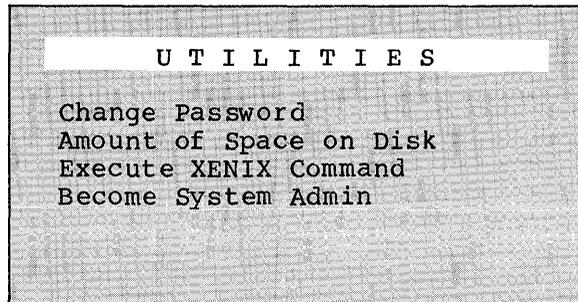 U T I L I T I E S
Change Password
Amount of Space on Disk
Execute XENIX Command
Become System Admin